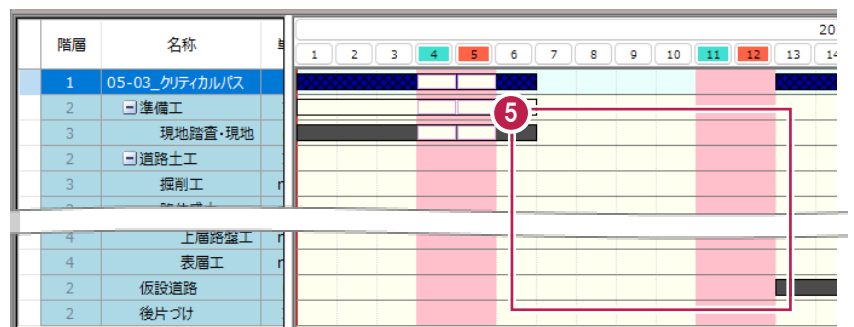 階層 名称 20
1 2 3 4 5 6 7 8 9 10 11 12 13
1 05-03_クリティカルパス
2 準備工
5
3 現地踏査・現地
2 道路土工
3 掘削工
4 上層路盤工
4 表層工
2 仮設道路
2 後片づけ